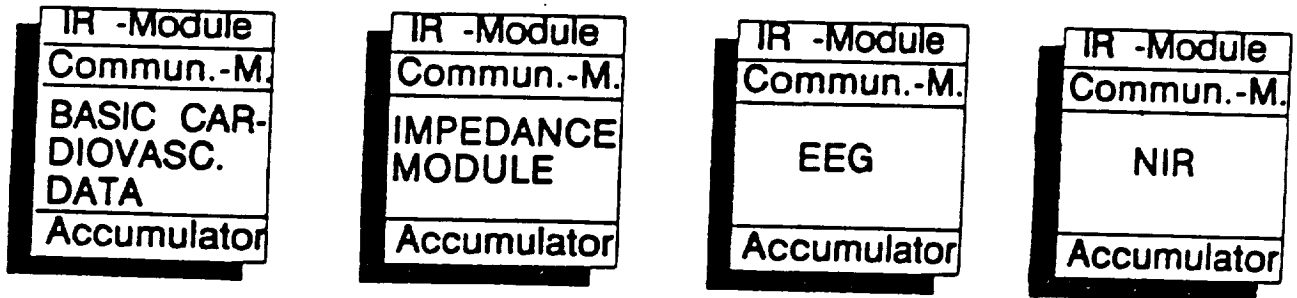 IR -Module
Commun.-M.
BASIC CAR-
DIOVASC.
DATA
Accumulator
IR -Module
Commun.-M.
IMPEDANCE
MODULE
Accumulator
IR -Module
Commun.-M.
EEG
Accumulator
IR -Module
Commun.-M.
NIR
Accumulator